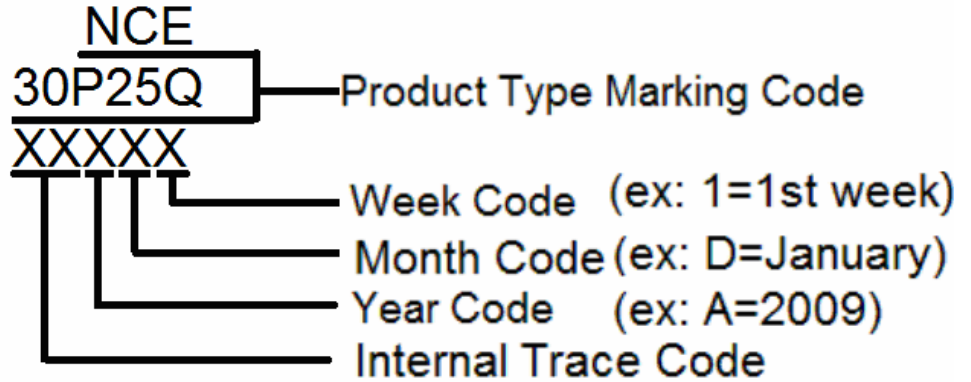 NCE
30P25Q
Product Type Marking Code
XXXXX
Week Code (ex: 1=1st week)
Month Code (ex: D=January)
Year Code (ex: A=2009)
Internal Trace Code